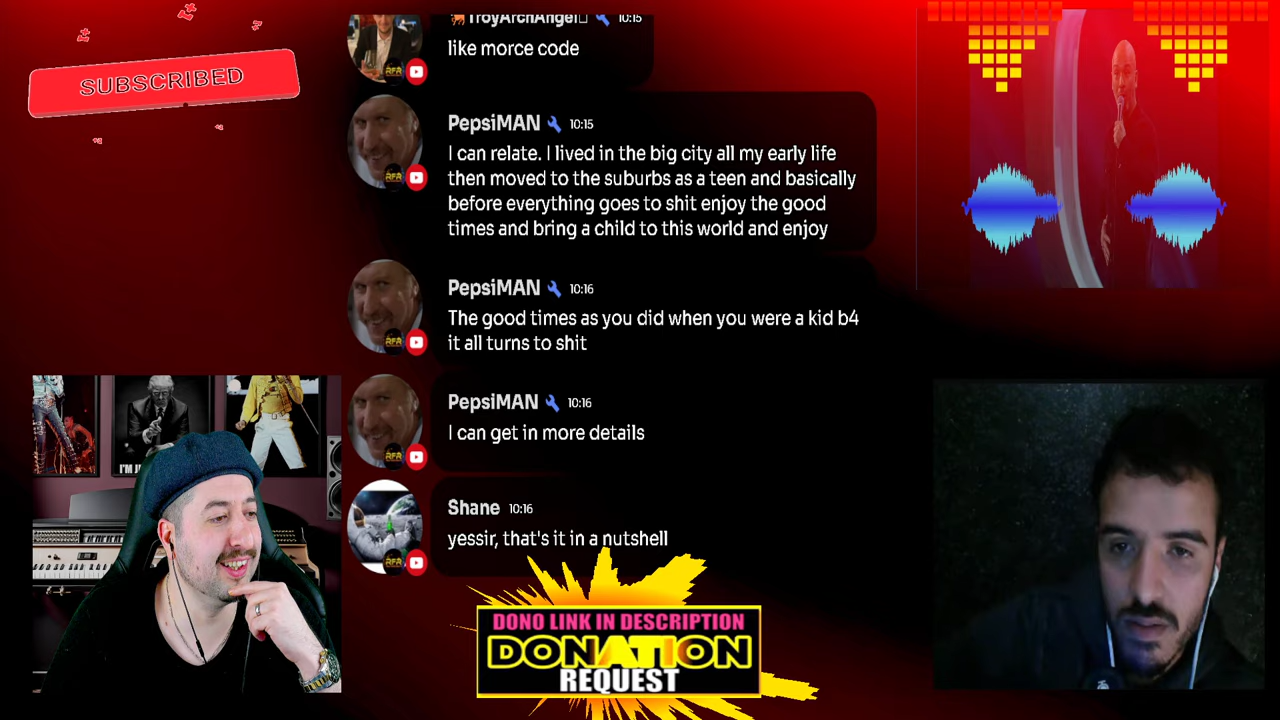 SUBSCRIBED
TroyArchAngel 10:15
like morce code
PepsiMAN 10:15
I can relate. I lived in the big city all my early life
then moved to the suburbs as a teen and basically
before everything goes to shit enjoy the good
times and bring a child to this world and enjoy
PepsiMAN 10:16
The good times as you did when you were a kid b4
it all turns to shit
PepsiMAN 10:16
I can get in more details
Shane 10:16
yessir, that's it in a nutshell
DONO LINK IN DESCRIPTION
DONATION
REQUEST